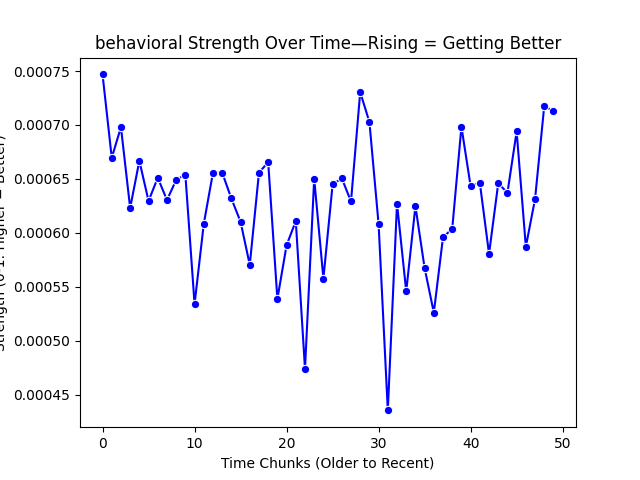 behavioral Strength Over Time—Rising = Getting Better
Strength (0-1: Higher = Better)
0.00075
0.00070
0.00065
0.00060
0.00055
0.00050
0.00045
0 10 20 30 40 50
Time Chunks (Older to Recent)